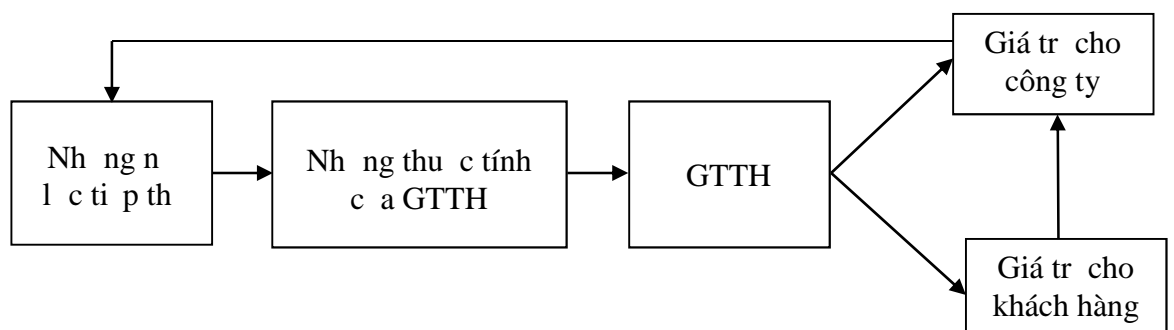 Giá tr cho
công ty
Nh ng n
l c ti p th
Nh ng thu c tính
c a GTTH
GTTH
Giá tr cho
khách hàng